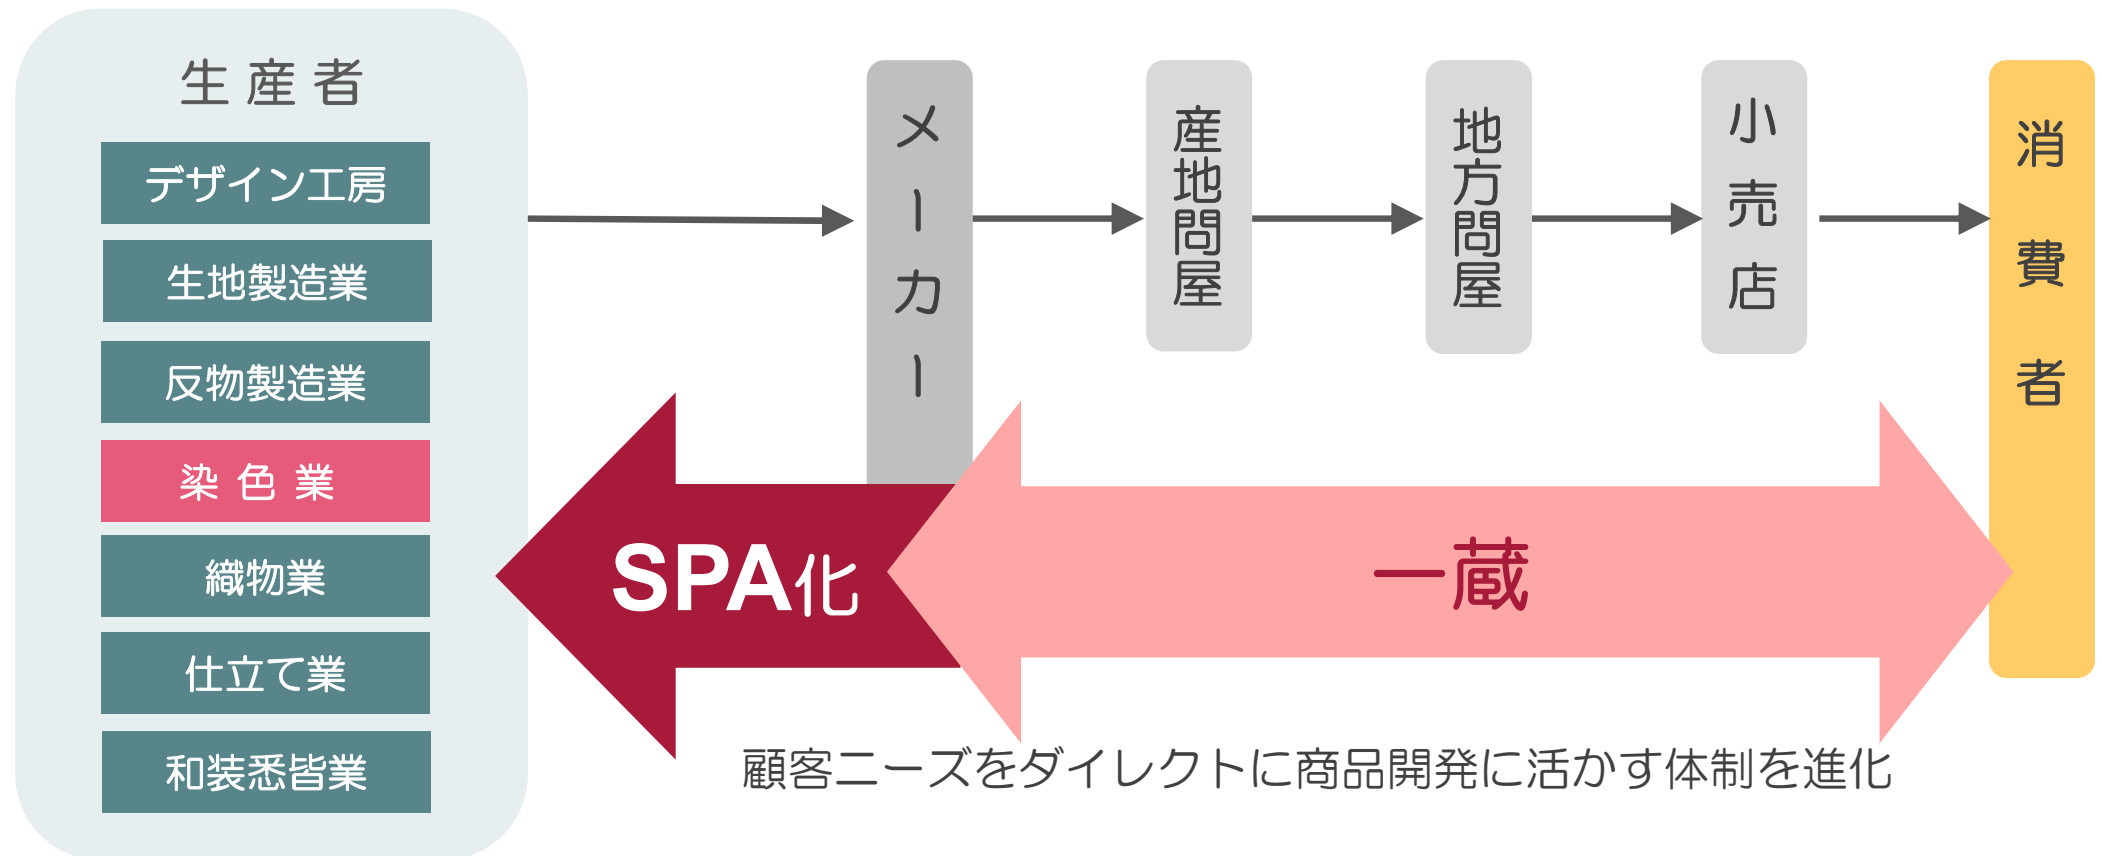 生産者
デザイン工房
生地製造業
反物製造業
染色業
織物業
仕立て業
和装悉皆業
メーカー
産地問屋
地方問屋
小売店
消費者
SPA化
一蔵
顧客ニーズをダイレクトに商品開発に活かす体制を進化